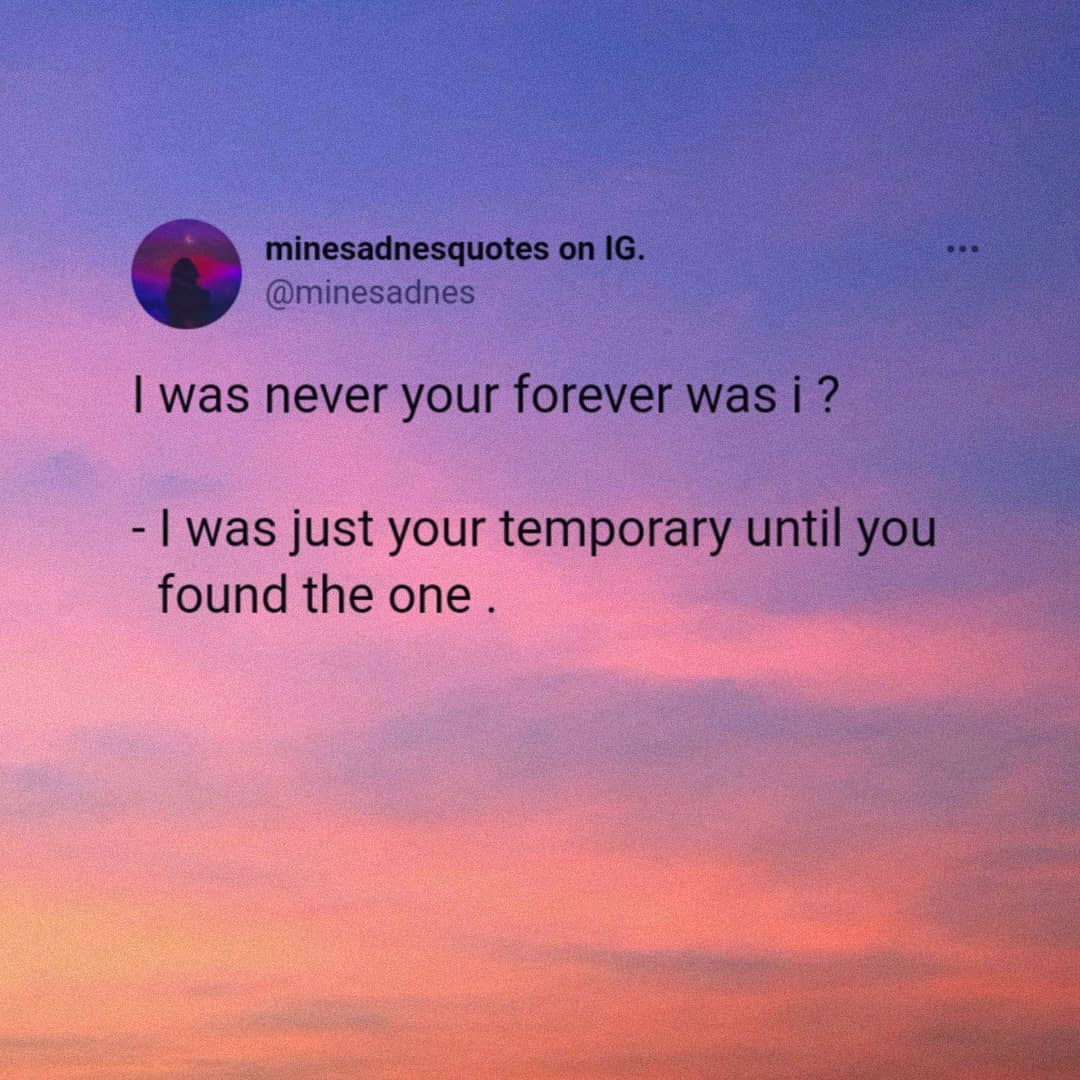 minesadnesquotes on IG.
@minesadnes
I was never your forever was i ?
- I was just your temporary until you
found the one .